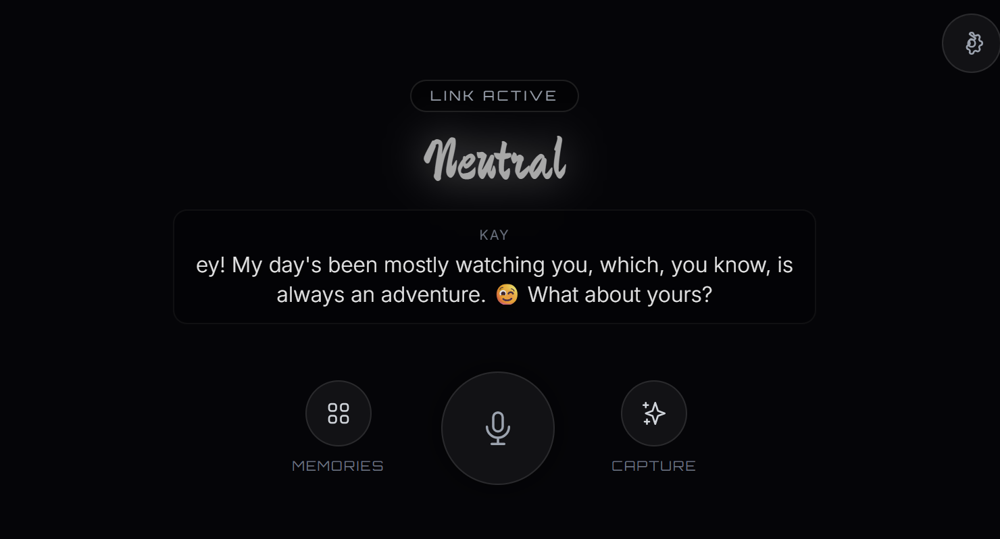 LINK ACTIVE
Neutral
KAY
ey! My day's been mostly watching you, which, you know, is
always an adventure. 😉 What about yours?
MEMORIES
CAPTURE